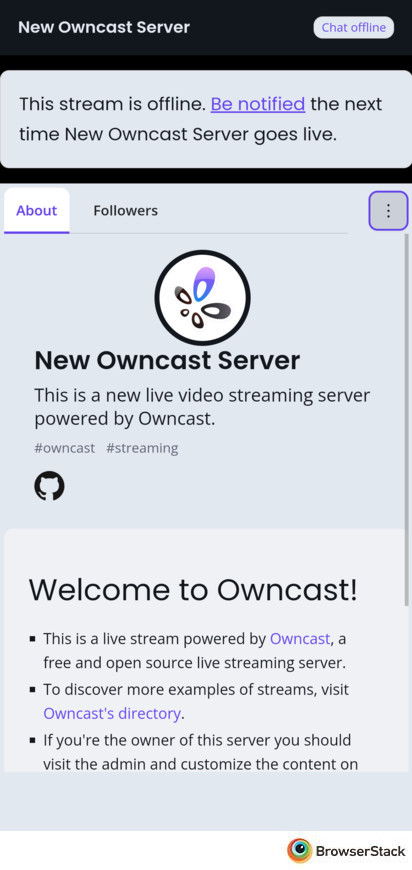 New Owncast Server
Chat offline
This stream is offline. Be notified the next
time New Owncast Server goes live.
About
Followers
New Owncast Server
This is a new live video streaming server
powered by Owncast.
#owncast #streaming
Welcome to Owncast!
This is a live stream powered by Owncast, a
free and open source live streaming server.
To discover more examples of streams, visit
Owncast's directory.
If you're the owner of this server you should
visit the admin and customize the content on
BrowserStack